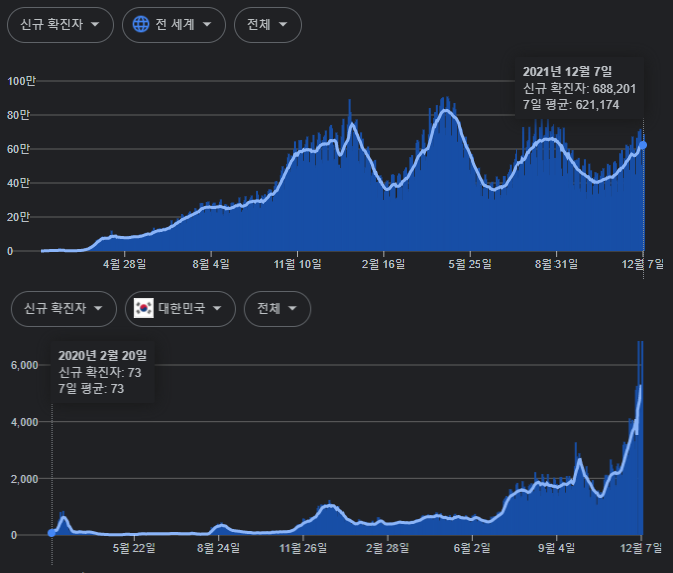 신규 확진자 전 세계 전체
2021년 12월 7일
신규 확진자: 688,201
7일 평균: 621,174
100만
80만
60만
40만
20만
0
4월 28일 8월 4일 11월 10일 2월 16일 5월 25일 8월 31일 12월 7일
신규 확진자 대한민국 전체
2020년 2월 20일
신규 확진자: 73
7일 평균: 73
6,000
4,000
2,000
0
5월 22일 8월 24일 11월 26일 2월 28일 6월 2일 9월 4일 12월 7일